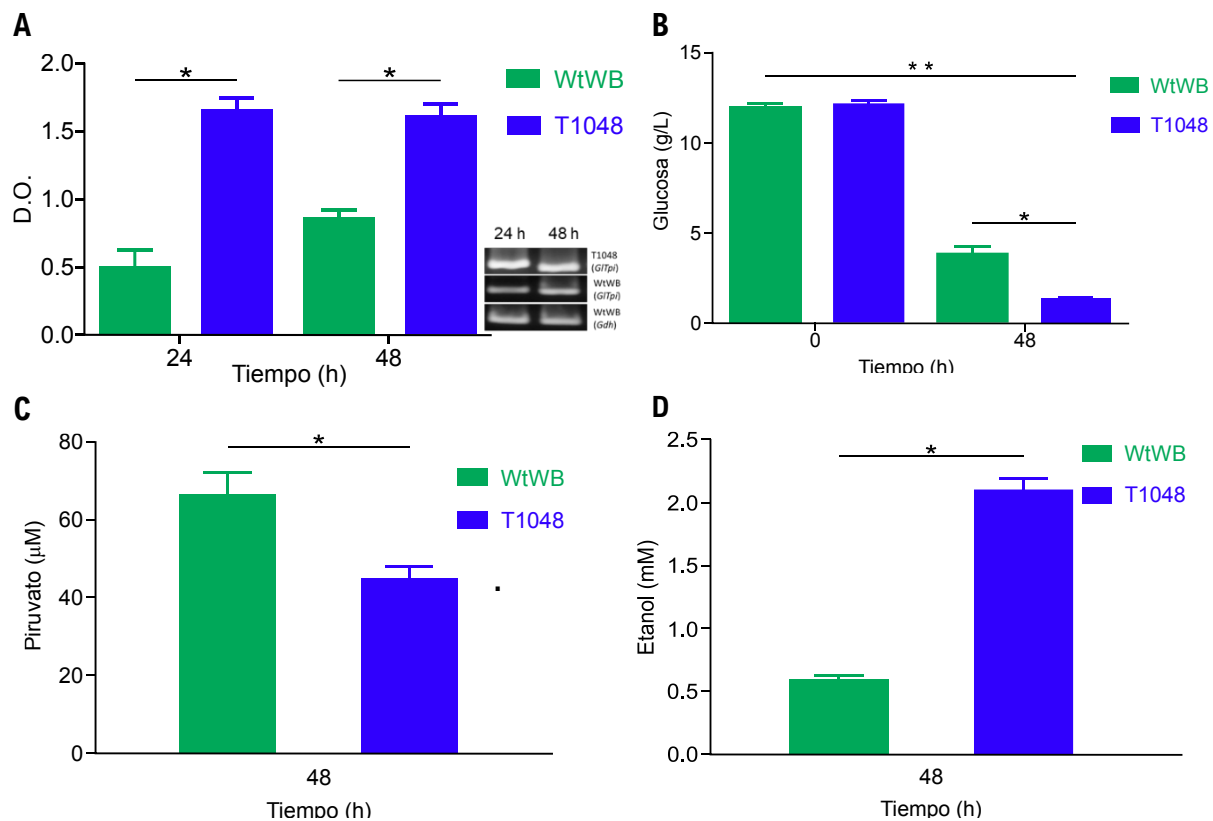 A
2.0
1.5
1.0
0.5
0.0
D.O.
*
*
WtWB
T1048
24 h 48 h
T1048
(GlTpi)
WtWB
(GlTpi)
WtWB
(Gdh)
24
48
Tiempo (h)
B
15
10
5
0
Glucosa (g/L)
* *
*
WtWB
T1048
0
48
Tiempo (h)
C
80
60
40
20
0
Piruvato (µM)
*
WtWB
T1048
48
Tiempo (h)
D
2.5
2.0
1.5
1.0
0.5
0.0
Etanol (mM)
*
WtWB
T1048
48
Tiempo (h)